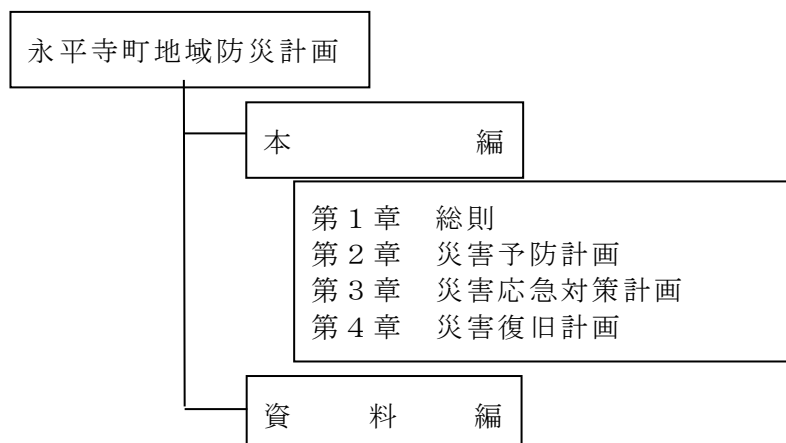 永平寺町地域防災計画
本　　　　　編
第１章　総則
第２章　災害予防計画
第３章　災害応急対策計画
第４章　災害復旧計画
資　　料　　編